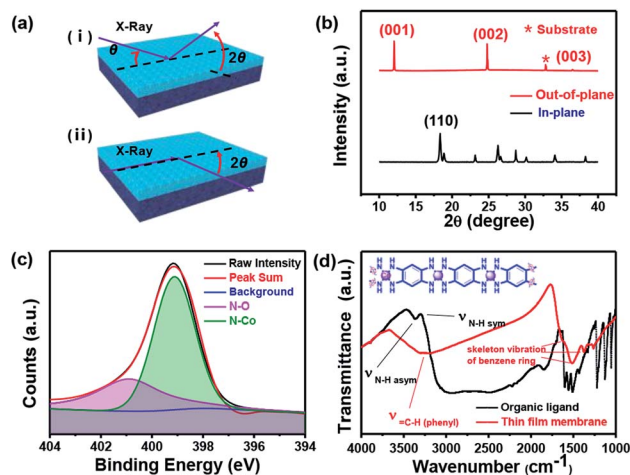 (a)
X-Ray
( i )
θ
2θ
X-Ray
(ii)
2θ
(b)
Intensity (a.u.)
(001)
(002)
* Substrate
*
(003)
Out-of-plane
In-plane
(110)
10 15 20 25 30 35 40
2θ (degree)
(c)
Counts (a.u.)
Raw Intensity
Peak Sum
Background
N-O
N-Co
404 402 400 398 396 394
Binding Energy (eV)
(d)
Transmittance (a.u.)
ν N-H sym
ν N-H asym
skeleton vibration
of benzene ring
ν =C-H (phenyl)
Organic ligand
Thin film membrane
4000 3500 3000 2500 2000 1500 1000
Wavenumber (cm⁻¹)